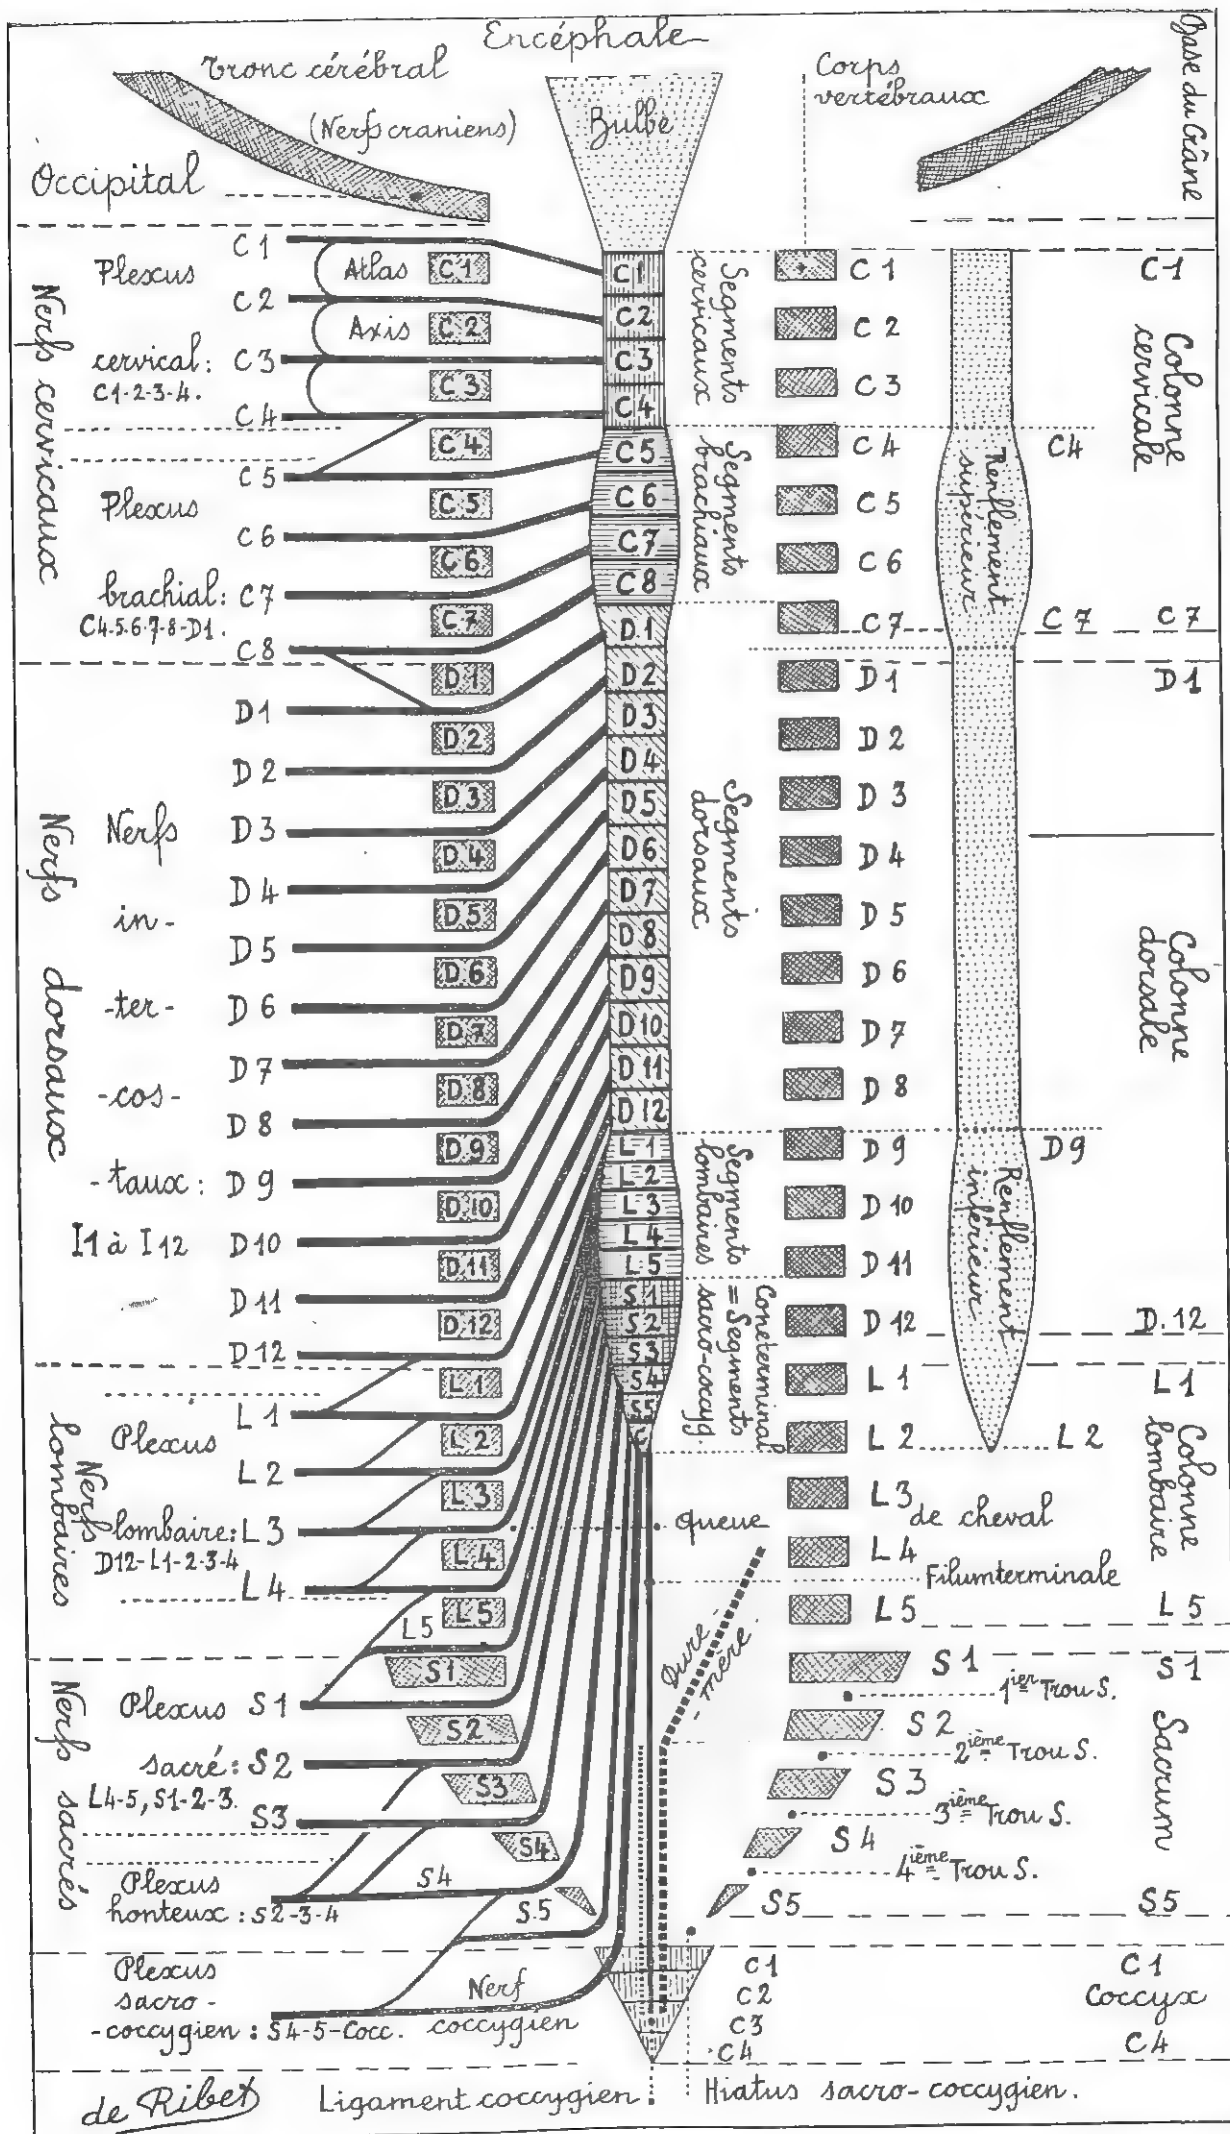 Encéphale
Tronc cérébral
(Nerfs craniens)
Occipital
Bulbe
Corps
vertébraux
Base du Crâne
Nerfs cervicaux
Plexus
cervical:
C1-2-3-4.
Plexus
brachial:
C4-5-6-7-8-D1.
C1
C2
C3
C4
C5
C6
C7
C8
Atlas
Axis
C1
C2
C3
C4
C5
C6
C7
Nerfs dorsaux
Nerfs
in-
-ter-
-cos-
-taux:
I1 à I12
D1
D2
D3
D4
D5
D6
D7
D8
D9
D10
D11
D12
D1
D2
D3
D4
D5
D6
D7
D8
D9
D.10
D.11
D.12
Nerfs
lombaires
Plexus
lombaire:
D12-L1-2-3-4
L1
L2
L3
L4
L5
L1
L2
L3
L4
L5
Nerfs sacrés
Plexus
sacré:
L4-5, S1-2-3.
S1
S2
S3
S4
S.5
S1
S2
S3
S4
Plexus
honteux: S2-3-4
Plexus
sacro-
-coccygien: S4-5-Cocc.
Nerf
coccygien
C1
C2
C3
C4
C5
C6
C7
C8
D.1
D2
D3
D4
D5
D6
D7
D8
D9
D10
D11
D12
L1
L2
L3
L4
L5
S1
S2
S3
S4
S5
C
Segments
cervicaux
Segments
brachiaux
Segments
dorsaux
Segments
lombaires
Cône terminal
= Segments
sacro-coccyg.
queue
de cheval
Filum terminale
Dure-
-mère
C1
C2
C3
C4
C5
C6
C7
D1
D2
D3
D4
D5
D6
D7
D8
D9
D10
D11
D12
L1
L2
L3
L4
L5
S1
1ier Trou S.
S2
2ième Trou S.
S3
3ième Trou S.
S4
4ième Trou S.
S5
C1
C2
C3
C4
Renflement
supérieur
Renflement
inférieur
C4
C7
D9
L2
C1
Colonne
cervicale
C7
D1
Colonne
dorsale
D.12
L1
Colonne
lombaire
L5
S1
Sacrum
S5
C1
Coccyx
C4
de Ribet
Ligament coccygien
Hiatus sacro-coccygien.